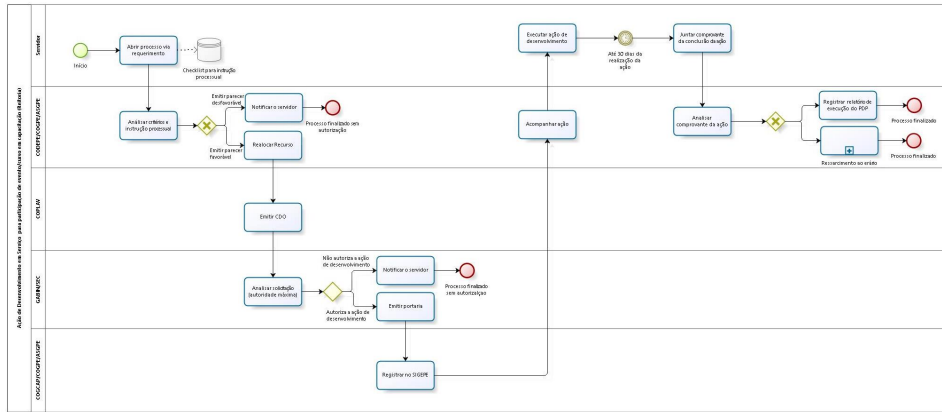 Ação de Desenvolvimento em Serviço para participação de evento/curso em capacitação (Reitoria)
Servidor
Início
Abrir processo via
requerimento
Checklist para instrução
processual
Executar ação de
desenvolvimento
Até 30 dias da
realização da
ação
Juntar comprovante
da conclusão da ação
CODEPE/COGPE/ASGPE
Analisar critérios e
instrução processual
Emitir parecer
desfavorável
Notificar o servidor
Processo finalizado sem
autorização
Emitir parecer
favorável
Realocar Recurso
Acompanhar ação
Analisar
comprovante da ação
Registrar relatório de
execução do PDP
Processo finalizado
Ressarcimento ao erário
Processo finalizado
COPLAV
Emitir CDO
GABIN/SEC
Analisar solicitação
(autoridade máxima)
Não autoriza a ação
de desenvolvimento
Notificar o servidor
Processo finalizado
sem autorização
Autoriza a ação de
desenvolvimento
Emitir portaria
COGCAP/COGPE/ASGPE
Registrar no SIGEPE